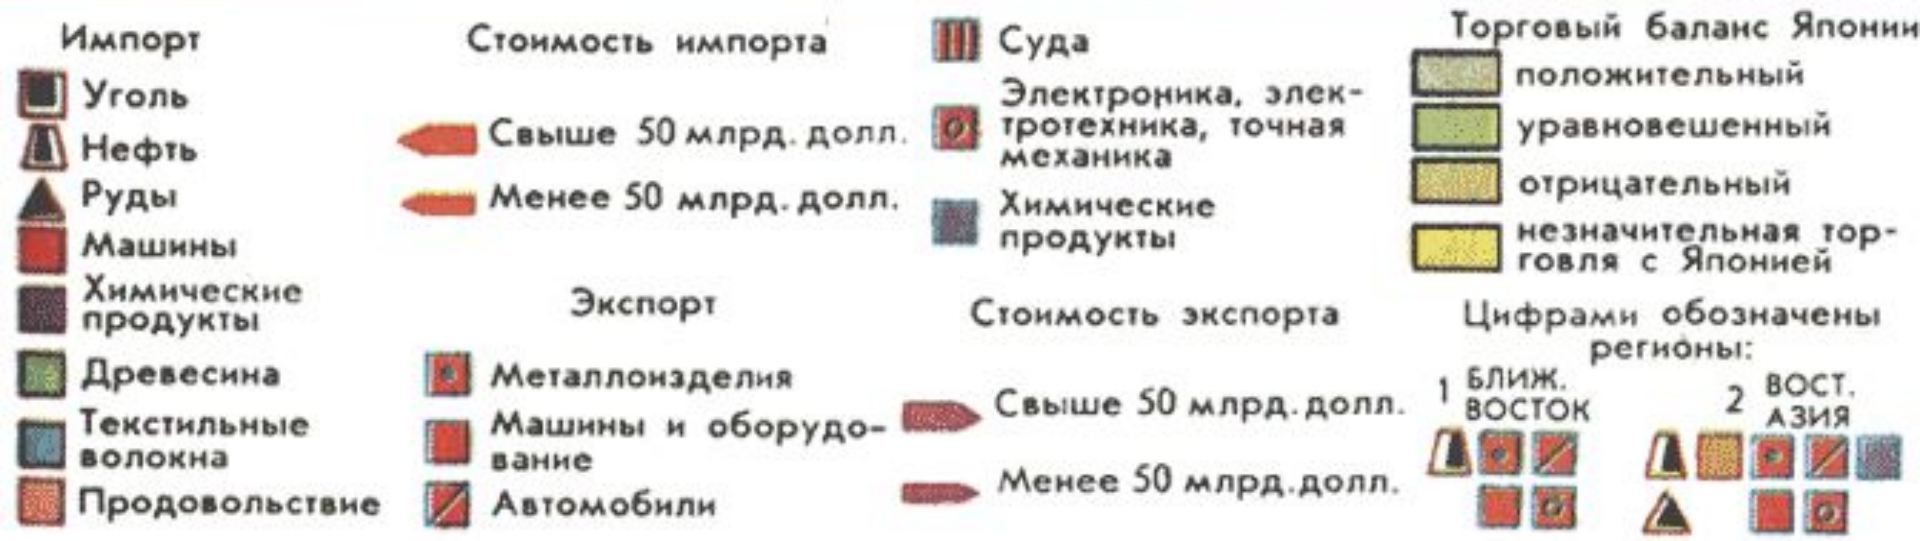 Импорт
Уголь
Нефть
Руды
Машины
Химические
продукты
Древесина
Текстильные
волокна
Продовольствие
Стоимость импорта
Свыше 50 млрд. долл.
Менее 50 млрд. долл.
Экспорт
Металлоизделия
Машины и оборудо-
вание
Автомобили
Суда
Электроника, элек-
тротехника, точная
механика
Химические
продукты
Стоимость экспорта
Свыше 50 млрд. долл.
Менее 50 млрд. долл.
Торговый баланс Японии
положительный
уравновешенный
отрицательный
незначительная тор-
говля с Японией
Цифрами обозначены
регионы:
1 БЛИЖ.
ВОСТОК
2 ВОСТ.
АЗИЯ